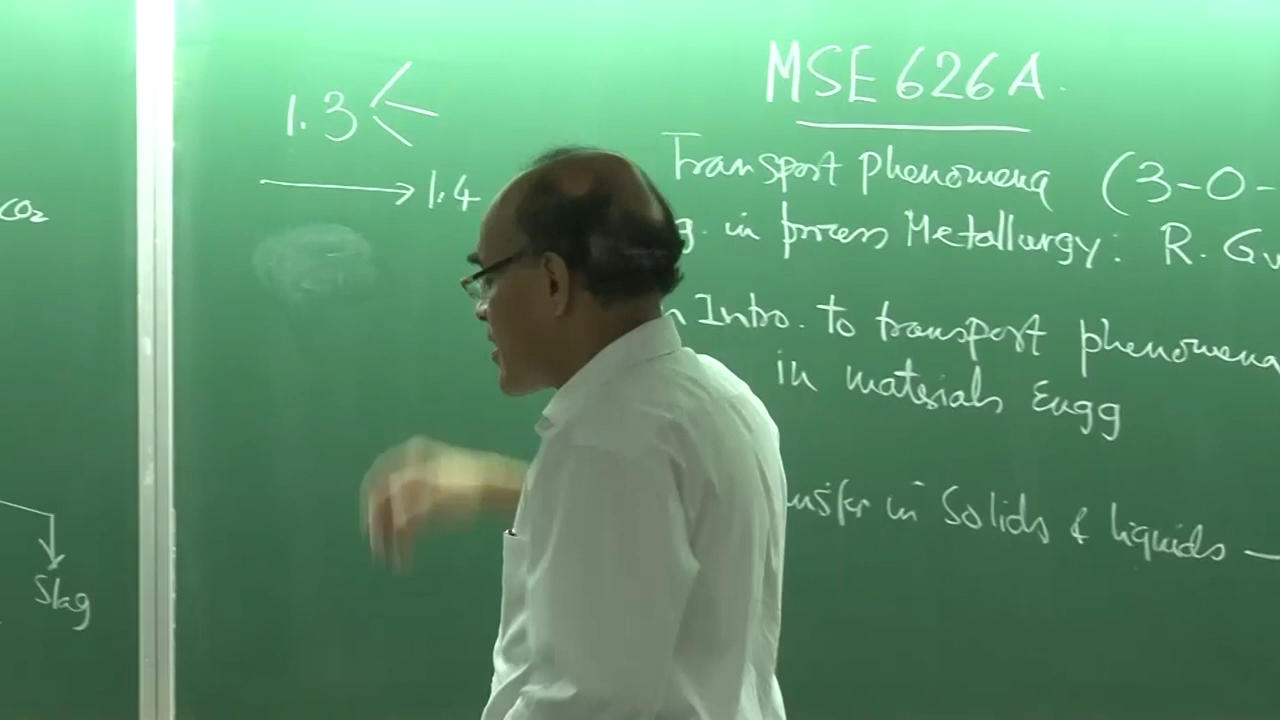 CO2
Slag
1.3
1.4
MSE 626A.
Transport phenomena (3-0-
g. in process Metallurgy: R. Gu
n Intro. to transport phenomena
in materials Engg
nsfer in Solids & liquids —